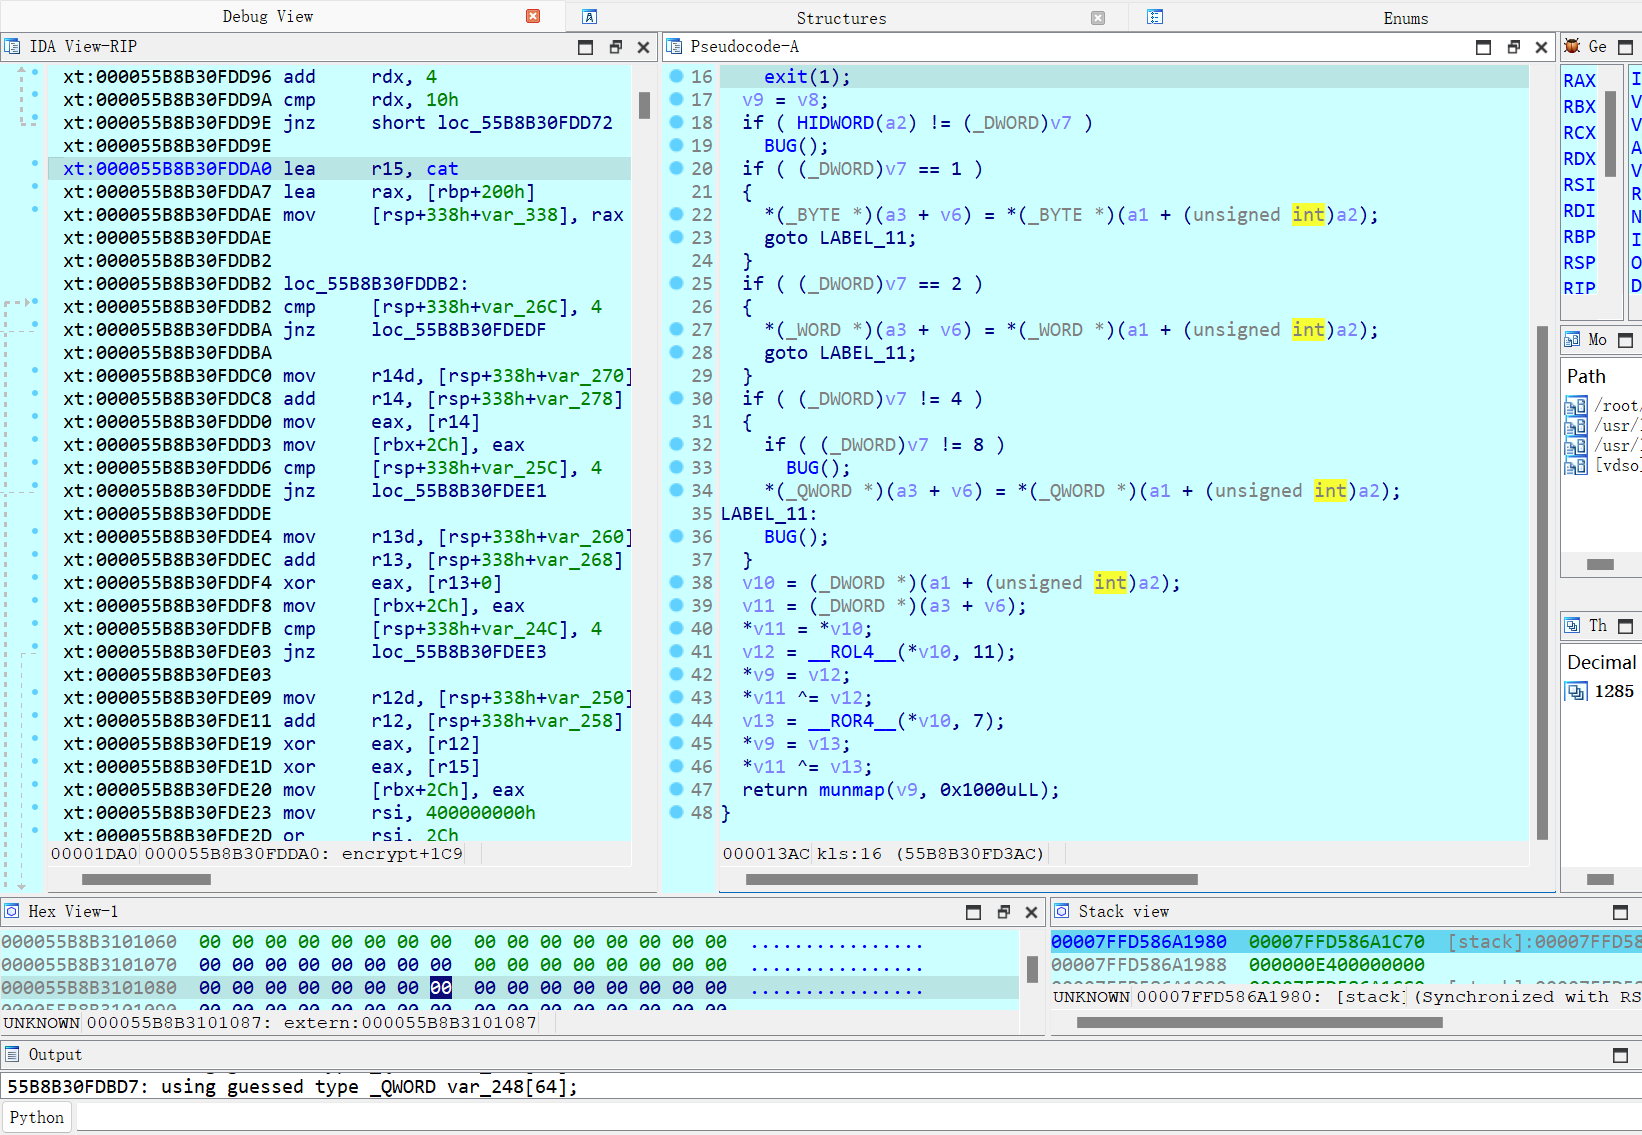 Debug View
Structures
Enums
IDA View-RIP
xt:000055B8B30FDD96 add rdx, 4
xt:000055B8B30FDD9A cmp rdx, 10h
xt:000055B8B30FDD9E jnz short loc_55B8B30FDD72
xt:000055B8B30FDD9E
xt:000055B8B30FDDA0 lea r15, cat
xt:000055B8B30FDDA7 lea rax, [rbp+200h]
xt:000055B8B30FDDAE mov [rsp+338h+var_338], rax
xt:000055B8B30FDDAE
xt:000055B8B30FDDB2
xt:000055B8B30FDDB2 loc_55B8B30FDDB2:
xt:000055B8B30FDDB2 cmp [rsp+338h+var_26C], 4
xt:000055B8B30FDDBA jnz loc_55B8B30FDEDF
xt:000055B8B30FDDBA
xt:000055B8B30FDDC0 mov r14d, [rsp+338h+var_270]
xt:000055B8B30FDDC8 add r14, [rsp+338h+var_278]
xt:000055B8B30FDDD0 mov eax, [r14]
xt:000055B8B30FDDD3 mov [rbx+2Ch], eax
xt:000055B8B30FDDD6 cmp [rsp+338h+var_25C], 4
xt:000055B8B30FDDDE jnz loc_55B8B30FDEE1
xt:000055B8B30FDDDE
xt:000055B8B30FDDE4 mov r13d, [rsp+338h+var_260]
xt:000055B8B30FDDEC add r13, [rsp+338h+var_268]
xt:000055B8B30FDDF4 xor eax, [r13+0]
xt:000055B8B30FDDF8 mov [rbx+2Ch], eax
xt:000055B8B30FDDFB cmp [rsp+338h+var_24C], 4
xt:000055B8B30FDE03 jnz loc_55B8B30FDEE3
xt:000055B8B30FDE03
xt:000055B8B30FDE09 mov r12d, [rsp+338h+var_250]
xt:000055B8B30FDE11 add r12, [rsp+338h+var_258]
xt:000055B8B30FDE19 xor eax, [r12]
xt:000055B8B30FDE1D xor eax, [r15]
xt:000055B8B30FDE20 mov [rbx+2Ch], eax
xt:000055B8B30FDE23 mov rsi, 400000000h
xt:000055B8B30FDE2D or rsi, 2Ch
00001DA0 000055B8B30FDDA0: encrypt+1C9
Pseudocode-A
16 exit(1);
17 v9 = v8;
18 if ( HIDWORD(a2) != (_DWORD)v7 )
19 BUG();
20 if ( (_DWORD)v7 == 1 )
21 {
22 *(_BYTE *)(a3 + v6) = *(_BYTE *)(a1 + (unsigned int)a2);
23 goto LABEL_11;
24 }
25 if ( (_DWORD)v7 == 2 )
26 {
27 *(_WORD *)(a3 + v6) = *(_WORD *)(a1 + (unsigned int)a2);
28 goto LABEL_11;
29 }
30 if ( (_DWORD)v7 != 4 )
31 {
32 if ( (_DWORD)v7 != 8 )
33 BUG();
34 *(_QWORD *)(a3 + v6) = *(_QWORD *)(a1 + (unsigned int)a2);
35 LABEL_11:
36 BUG();
37 }
38 v10 = (_DWORD *)(a1 + (unsigned int)a2);
39 v11 = (_DWORD *)(a3 + v6);
40 *v11 = *v10;
41 v12 = __ROL4__(*v10, 11);
42 *v9 = v12;
43 *v11 ^= v12;
44 v13 = __ROR4__(*v10, 7);
45 *v9 = v13;
46 *v11 ^= v13;
47 return munmap(v9, 0x1000uLL);
48 }
000013AC kls:16 (55B8B30FD3AC)
Ge
RAX
RBX
RCX
RDX
RSI
RDI
RBP
RSP
RIP
Mo
Path
/root/
/usr/
/usr/
[vdso]
Th
Decimal
1285
Hex View-1
000055B8B3101060 00 00 00 00 00 00 00 00 00 00 00 00 00 00 00 00 ................
000055B8B3101070 00 00 00 00 00 00 00 00 00 00 00 00 00 00 00 00 ................
000055B8B3101080 00 00 00 00 00 00 00 00 00 00 00 00 00 00 00 00 ................
UNKNOWN 000055B8B3101087: extern:000055B8B3101087
Stack view
00007FFD586A1980 00007FFD586A1C70 [stack]:00007FFD58
00007FFD586A1988 000000E400000000
UNKNOWN 00007FFD586A1980: [stack] (Synchronized with RS
Output
55B8B30FDBD7: using guessed type _QWORD var_248[64];
Python